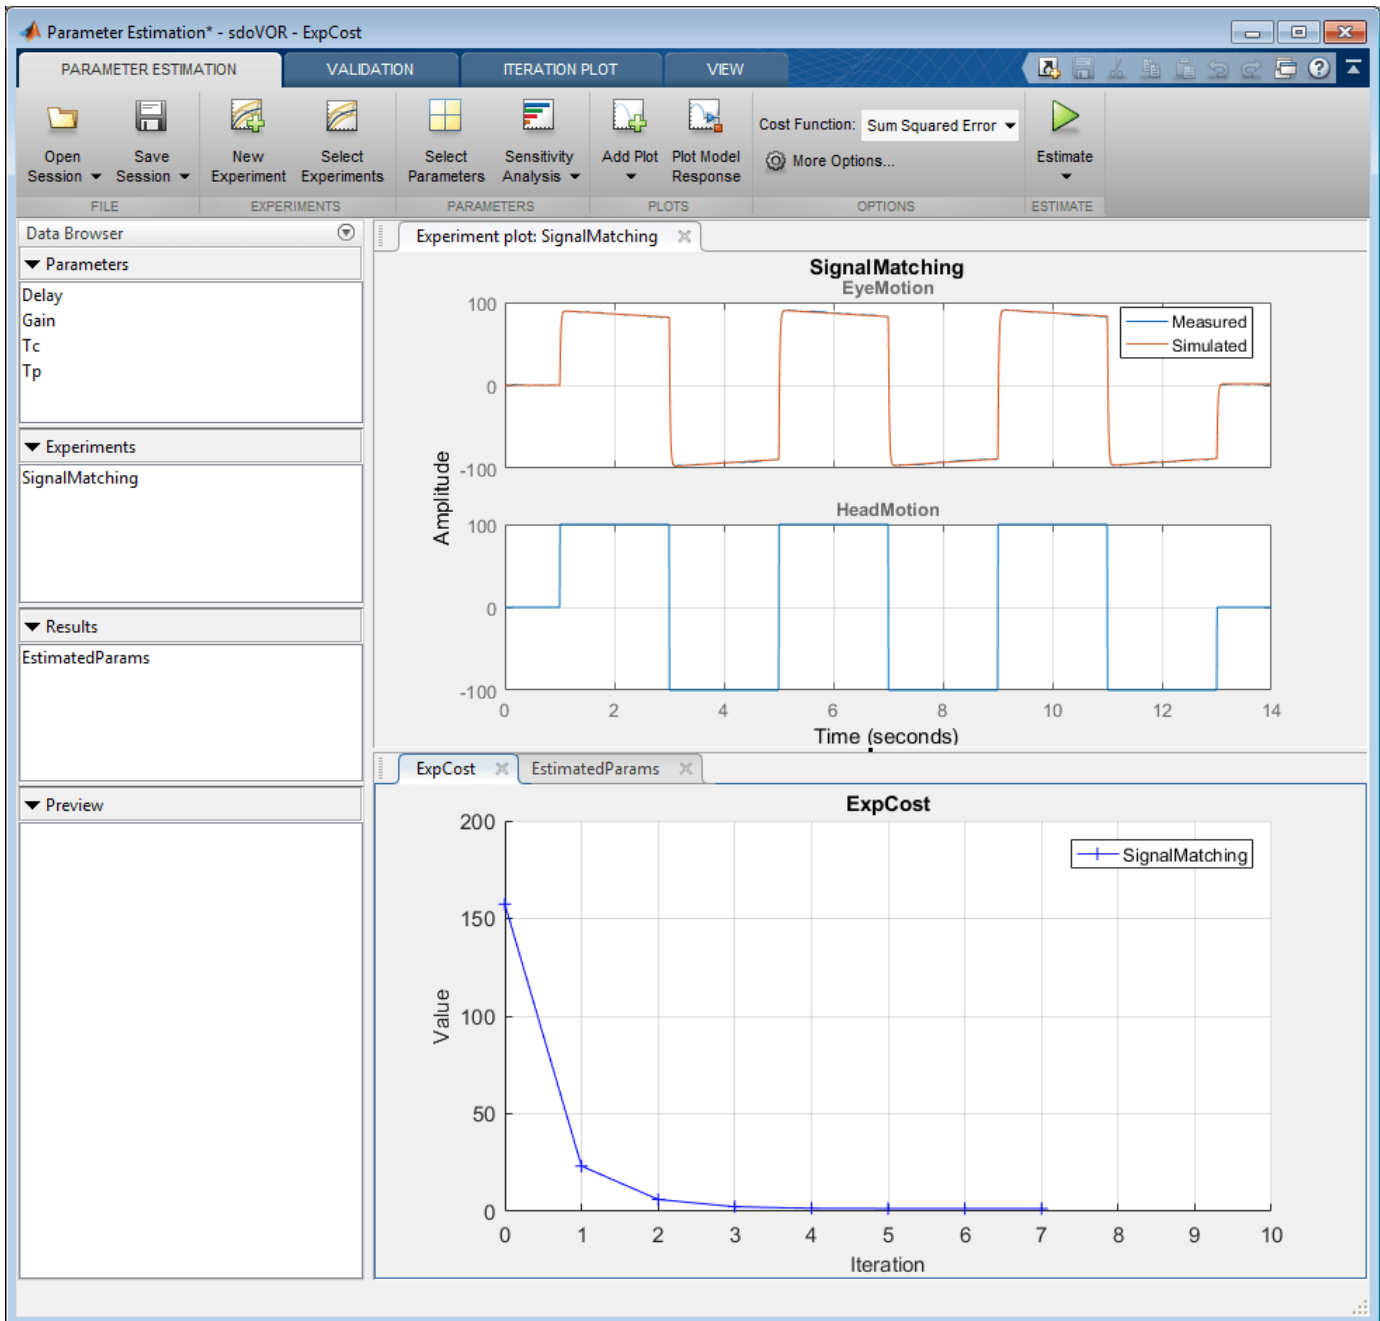 Parameter Estimation* - sdoVOR - ExpCost
PARAMETER ESTIMATION VALIDATION ITERATION PLOT VIEW
Open Session Save Session New Experiment Select Experiments Select Parameters Sensitivity Analysis Add Plot Plot Model Response Cost Function: Sum Squared Error Estimate
More Options...
FILE EXPERIMENTS PARAMETERS PLOTS OPTIONS ESTIMATE
Data Browser
Parameters
Delay
Gain
Tc
Tp
Experiments
SignalMatching
Results
EstimatedParams
Preview
Experiment plot: SignalMatching
SignalMatching
EyeMotion
100
0
-100
Measured
Simulated
Amplitude
HeadMotion
100
0
-100
0 2 4 6 8 10 12 14
Time (seconds)
ExpCost EstimatedParams
ExpCost
200
150
100
50
0
Value
SignalMatching
0 1 2 3 4 5 6 7 8 9 10
Iteration